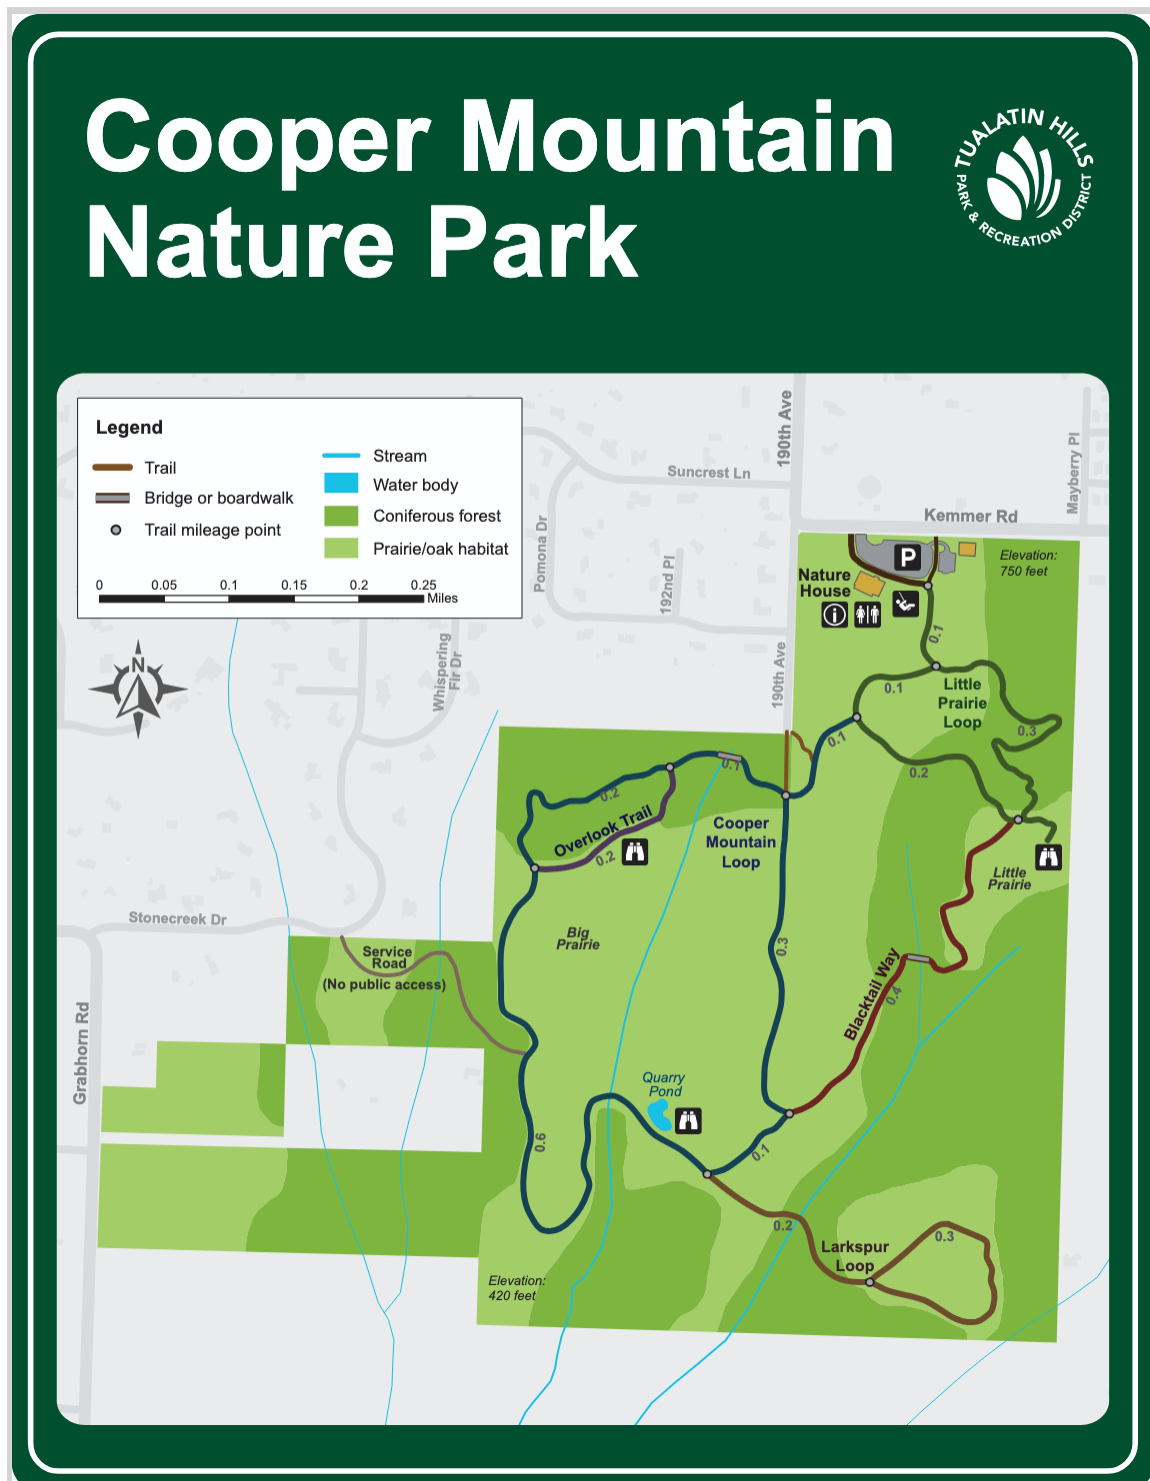 Cooper Mountain
Nature Park
TUALATIN HILLS
PARK & RECREATION DISTRICT
Legend
Trail
Bridge or boardwalk
Trail mileage point
Stream
Water body
Coniferous forest
Prairie/oak habitat
0 0.05 0.1 0.15 0.2 0.25
Miles
N
190th Ave
Suncrest Ln
Mayberry Pl
Kemmer Rd
Pomona Dr
192nd Pl
Whispering
Fir Dr
190th Ave
P
Elevation:
750 feet
Nature
House
i
0.1
0.1
Little
Prairie
Loop
0.3
0.1
0.2
0.1
0.2
Overlook Trail
0.2
Cooper
Mountain
Loop
Little
Prairie
Stonecreek Dr
Big
Prairie
0.3
Service
Road
(No public access)
Blacktail Way
0.4
Grabhorn Rd
Quarry
Pond
0.6
0.1
0.2
Larkspur
Loop
0.3
Elevation:
420 feet